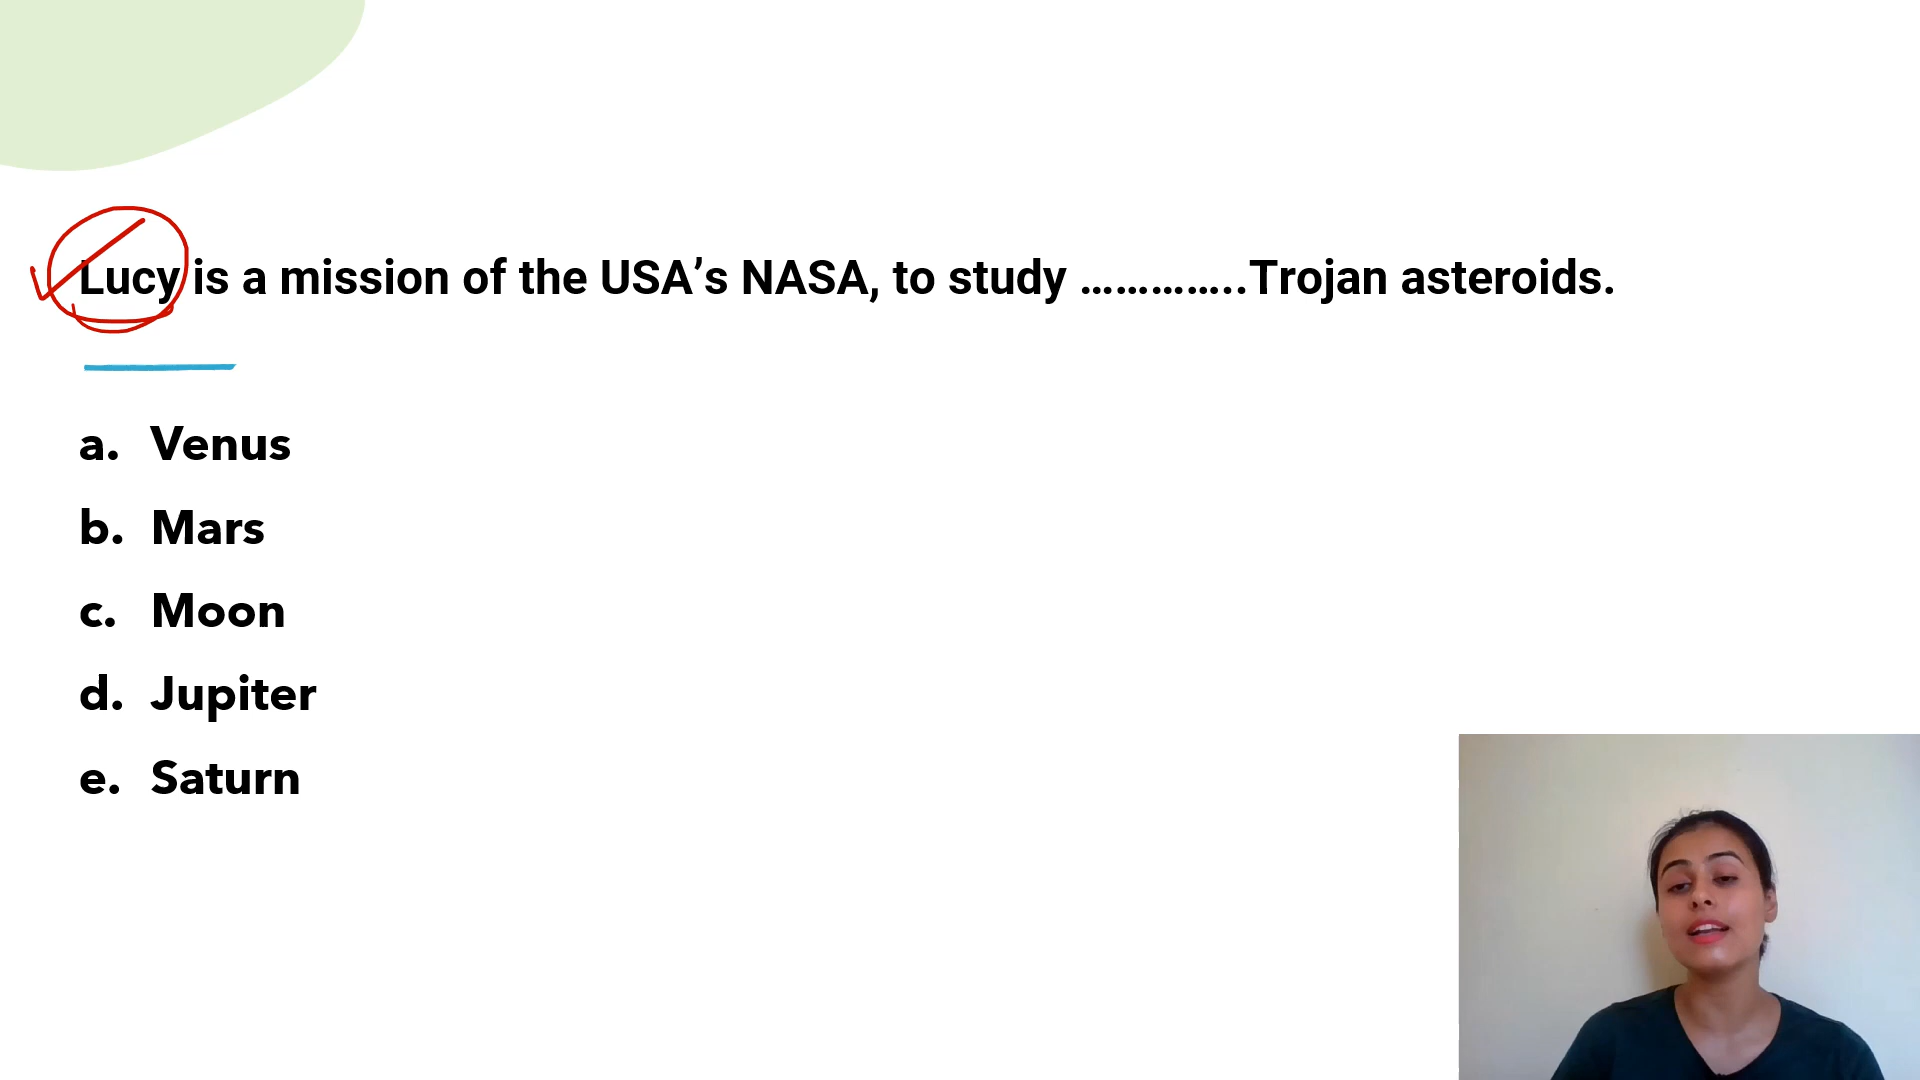 Lucy is a mission of the USA’s NASA, to study …………..Trojan asteroids.
a. Venus
b. Mars
c. Moon
d. Jupiter
e. Saturn